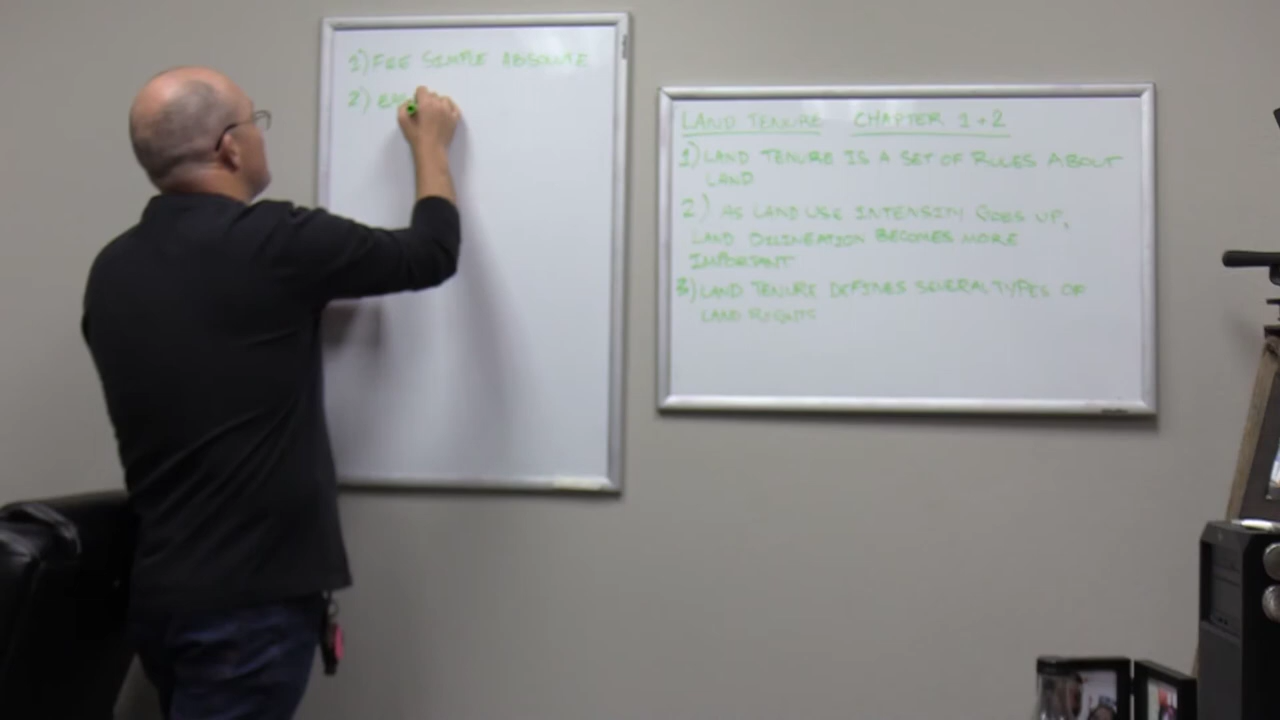 1) FEE SIMPLE ABSOLUTE
2) EAS
LAND TENURE CHAPTER 1+2
1) LAND TENURE IS A SET OF RULES ABOUT
LAND
2) AS LAND USE INTENSITY GOES UP,
LAND DILINEATION BECOMES MORE
IMPORTANT
3) LAND TENURE DEFINES SEVERAL TYPES OF
LAND RIGHTS